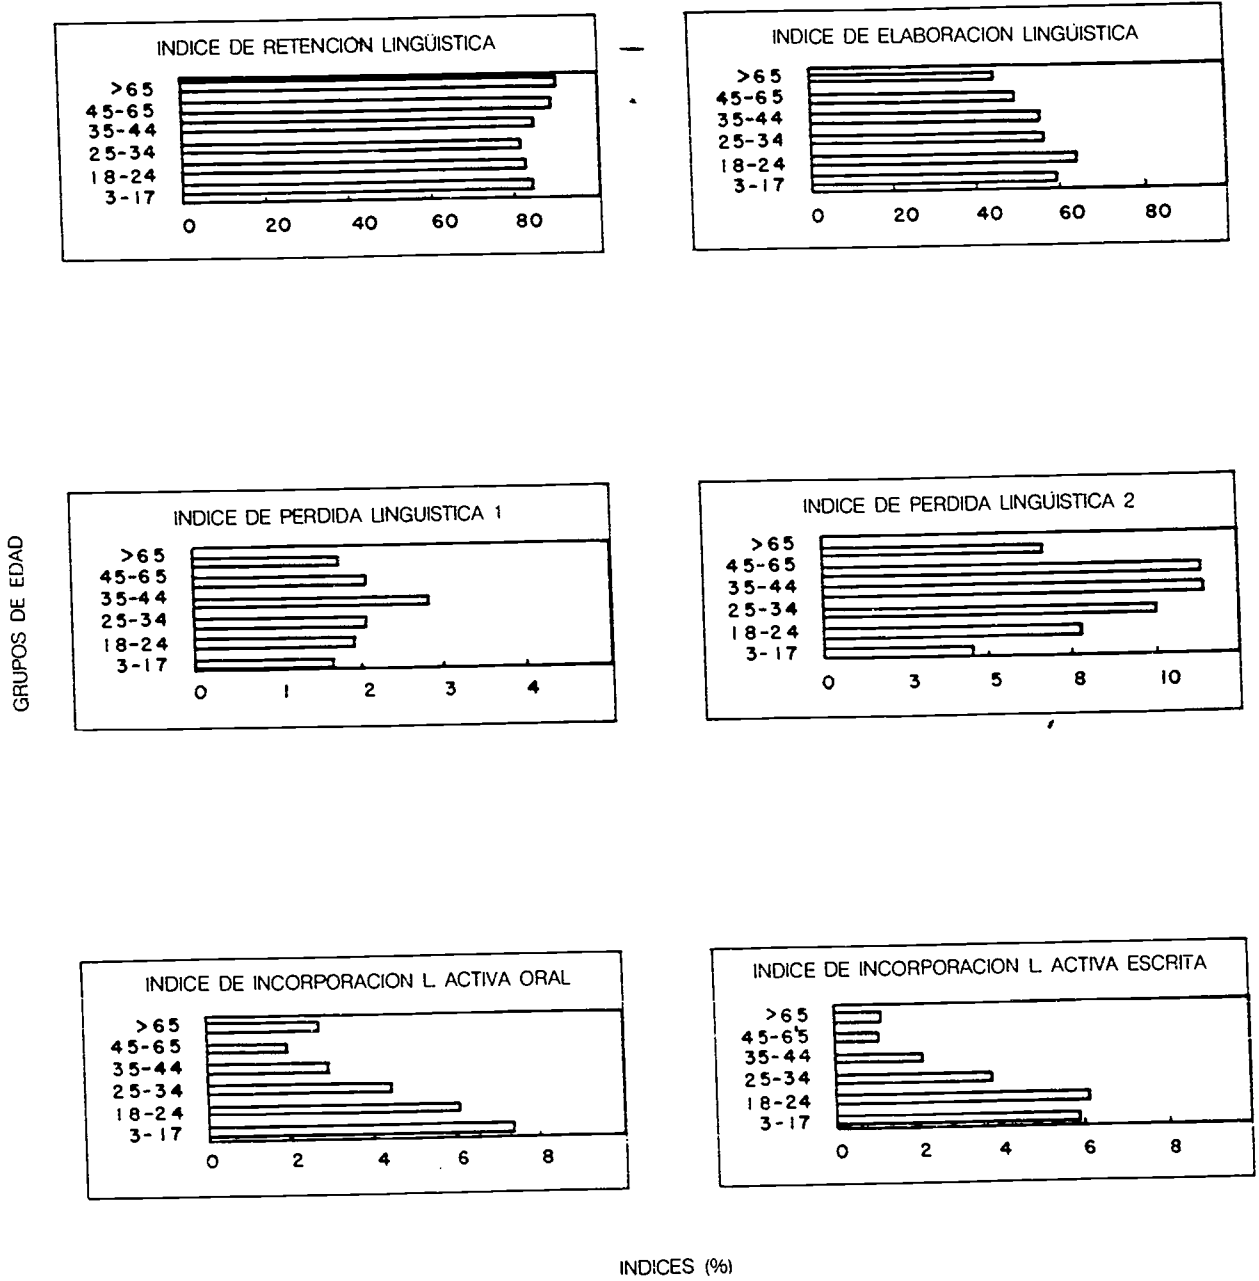 INDICE DE RETENCION LINGÜISTICA
>65
45-65
35-44
25-34
18-24
3-17
0 20 40 60 80
INDICE DE ELABORACION LINGÜISTICA
>65
45-65
35-44
25-34
18-24
3-17
0 20 40 60 80
GRUPOS DE EDAD
INDICE DE PERDIDA LINGUISTICA 1
>65
45-65
35-44
25-34
18-24
3-17
0 1 2 3 4
INDICE DE PERDIDA LINGÜISTICA 2
>65
45-65
35-44
25-34
18-24
3-17
0 3 5 8 10
INDICE DE INCORPORACION L. ACTIVA ORAL
>65
45-65
35-44
25-34
18-24
3-17
0 2 4 6 8
INDICE DE INCORPORACION L. ACTIVA ESCRITA
>65
45-65
35-44
25-34
18-24
3-17
0 2 4 6 8
INDICES (%)